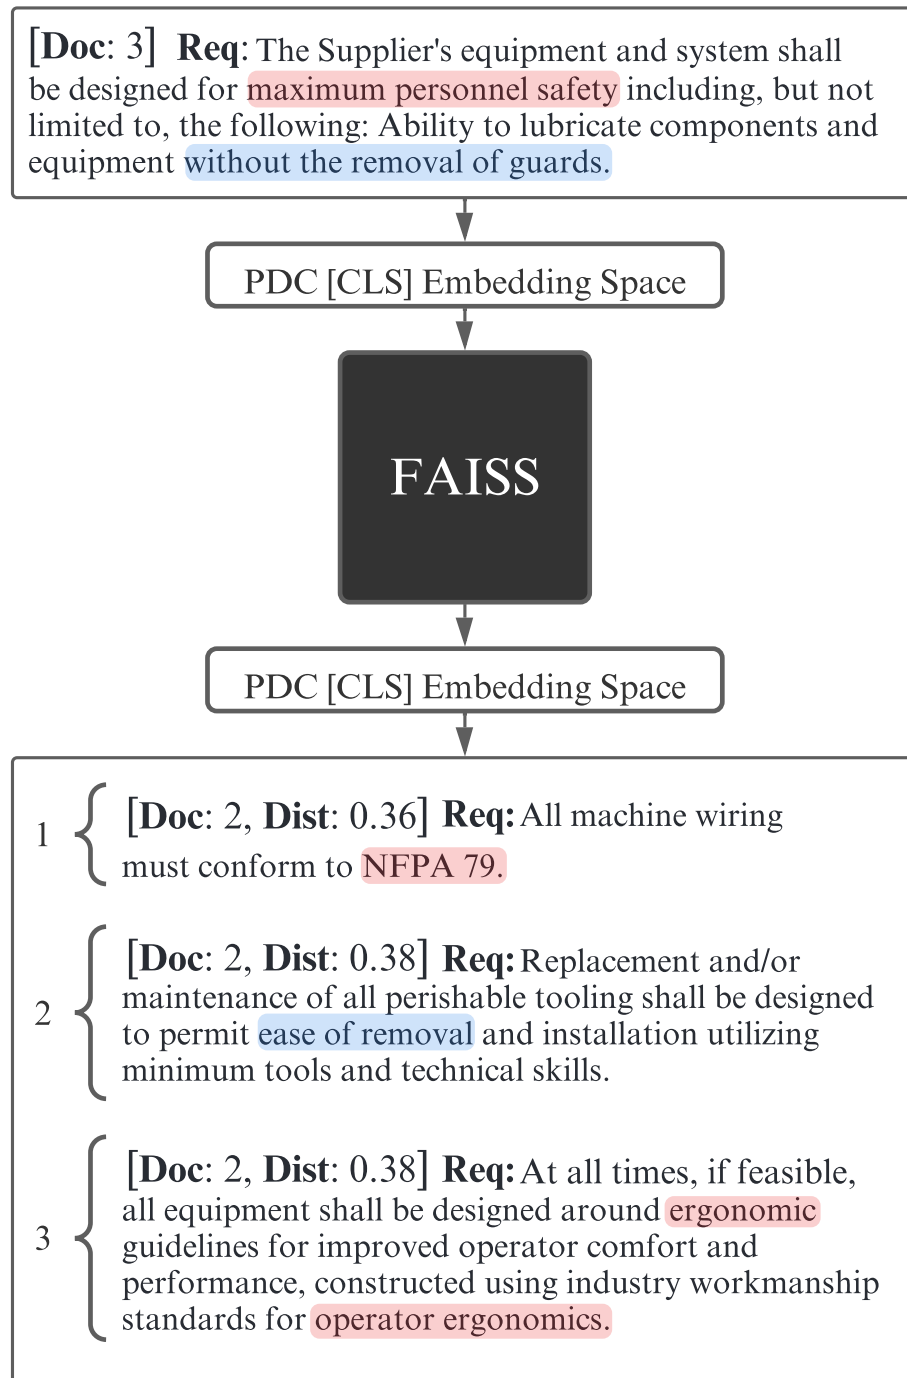 [Doc: 3] Req: The Supplier's equipment and system shall
be designed for maximum personnel safety including, but not
limited to, the following: Ability to lubricate components and
equipment without the removal of guards.
PDC [CLS] Embedding Space
FAISS
PDC [CLS] Embedding Space
1
[Doc: 2, Dist: 0.36] Req: All machine wiring
must conform to NFPA 79.
2
[Doc: 2, Dist: 0.38] Req: Replacement and/or
maintenance of all perishable tooling shall be designed
to permit ease of removal and installation utilizing
minimum tools and technical skills.
3
[Doc: 2, Dist: 0.38] Req: At all times, if feasible,
all equipment shall be designed around ergonomic
guidelines for improved operator comfort and
performance, constructed using industry workmanship
standards for operator ergonomics.